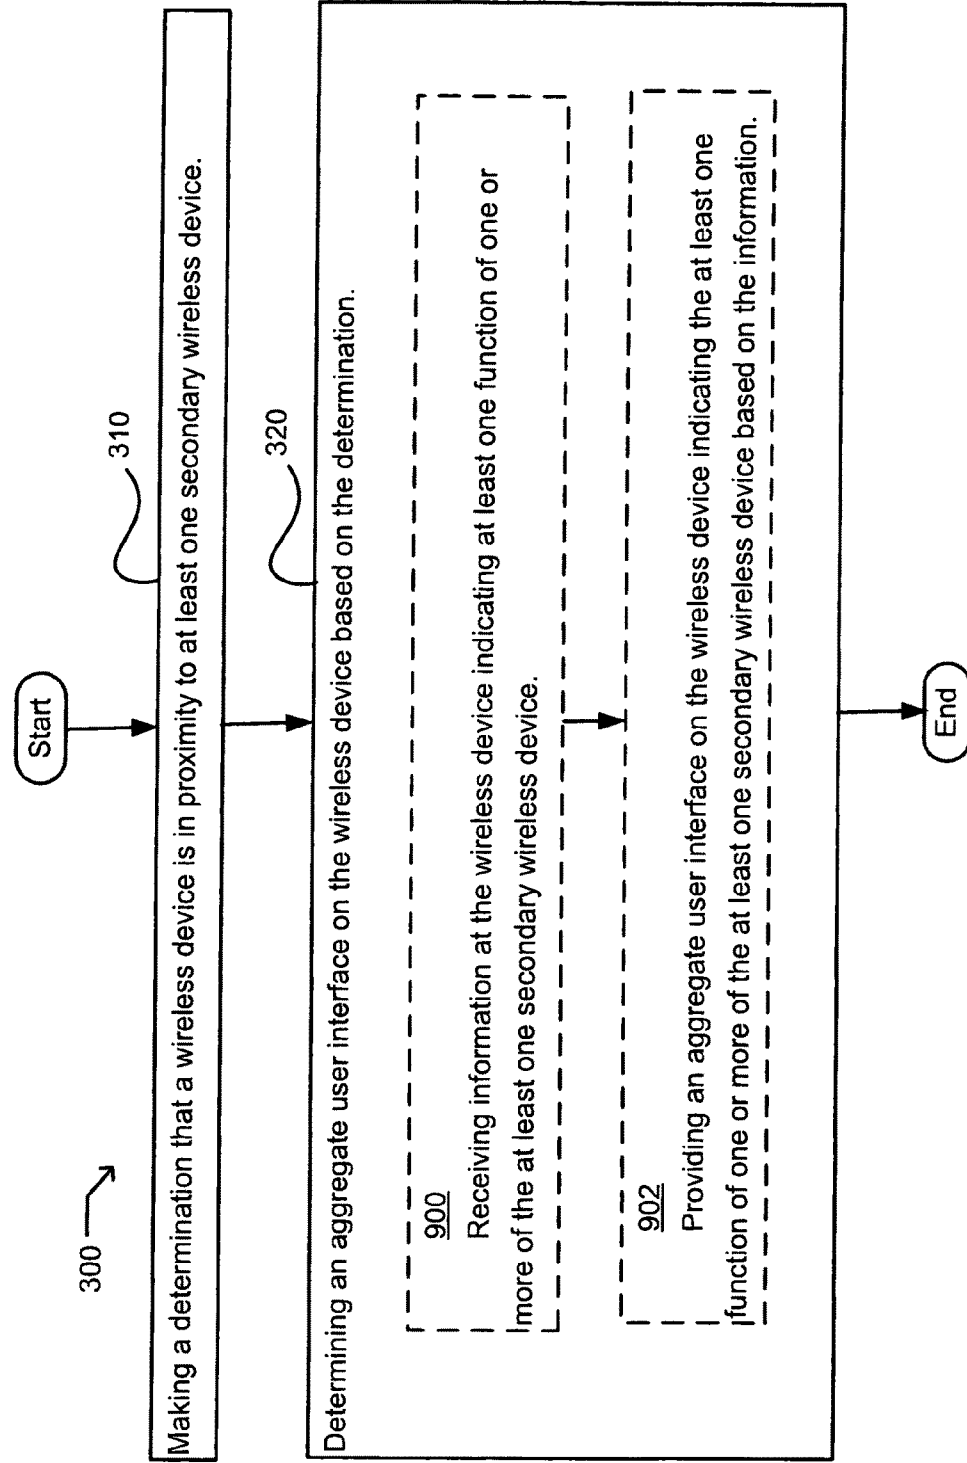 300
Start
310
Making a determination that a wireless device is in proximity to at least one secondary wireless device.
320
Determining an aggregate user interface on the wireless device based on the determination.
900
Receiving information at the wireless device indicating at least one function of one or
more of the at least one secondary wireless device.
902
Providing an aggregate user interface on the wireless device indicating the at least one
function of one or more of the at least one secondary wireless device based on the information.
End